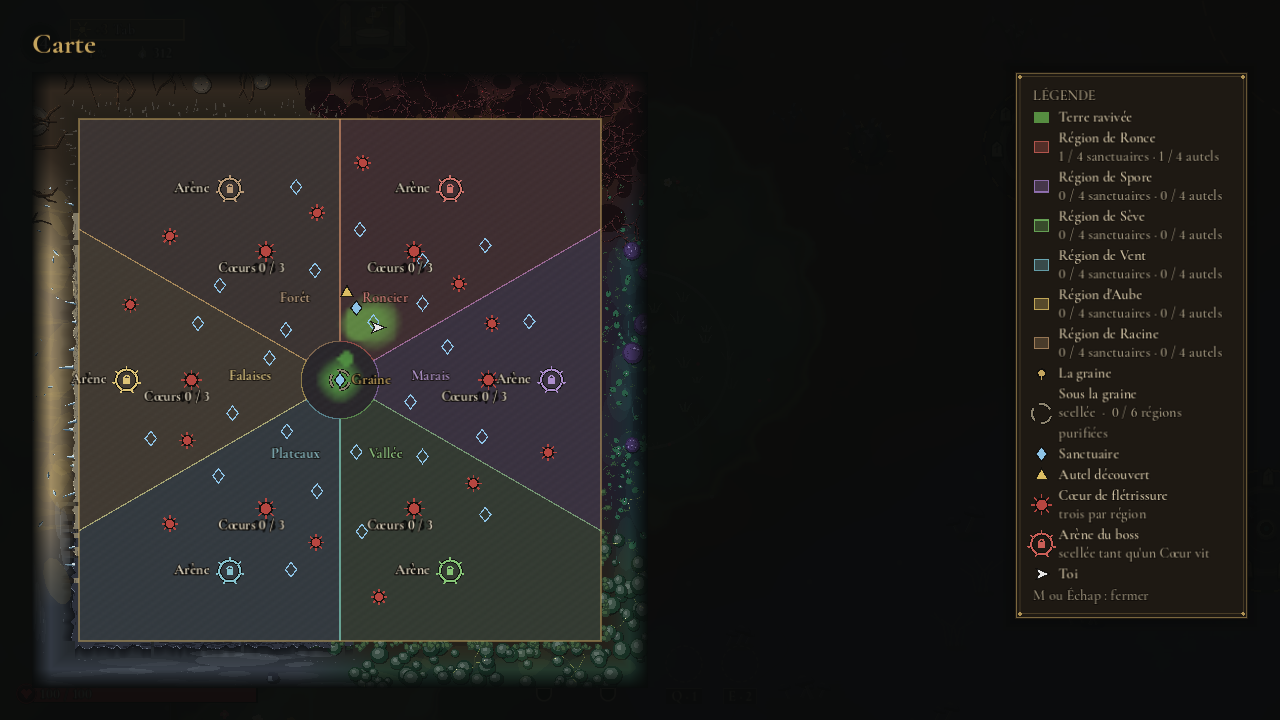 Carte
Arène
Arène
Cœurs 0 / 3
Cœurs 0 / 3
Forêt
Roncier
Arène
Falaises
Graine
Marais
Arène
Cœurs 0 / 3
Cœurs 0 / 3
Plateaux
Vallée
Cœurs 0 / 3
Cœurs 0 / 3
Arène
Arène
LÉGENDE
Terre ravivée
Région de Ronce
1 / 4 sanctuaires · 1 / 4 autels
Région de Spore
0 / 4 sanctuaires · 0 / 4 autels
Région de Sève
0 / 4 sanctuaires · 0 / 4 autels
Région de Vent
0 / 4 sanctuaires · 0 / 4 autels
Région d'Aube
0 / 4 sanctuaires · 0 / 4 autels
Région de Racine
0 / 4 sanctuaires · 0 / 4 autels
La graine
Sous la graine
scellée · 0 / 6 régions
purifiées
Sanctuaire
Autel découvert
Cœur de flétrissure
trois par région
Arène du boss
scellée tant qu'un Cœur vit
Toi
M ou Échap : fermer